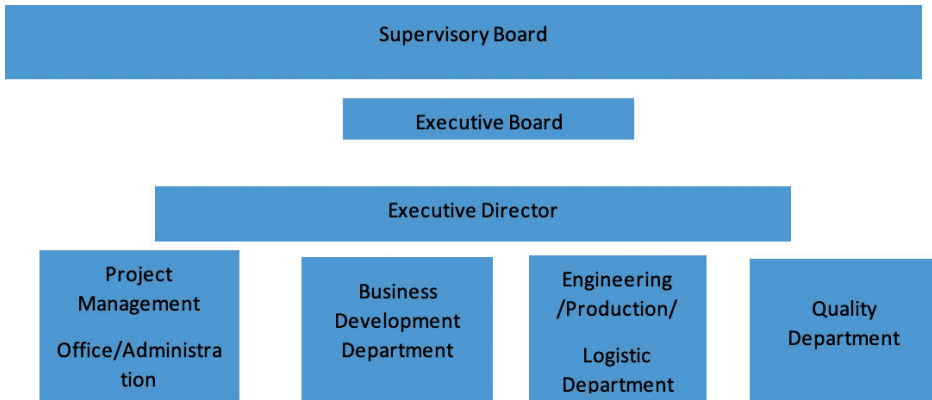 Supervisory Board
Executive Board
Executive Director
Project
Management
Office/Administra
tion
Business
Development
Department
Engineering
/Production/
Logistic
Department
Quality
Department